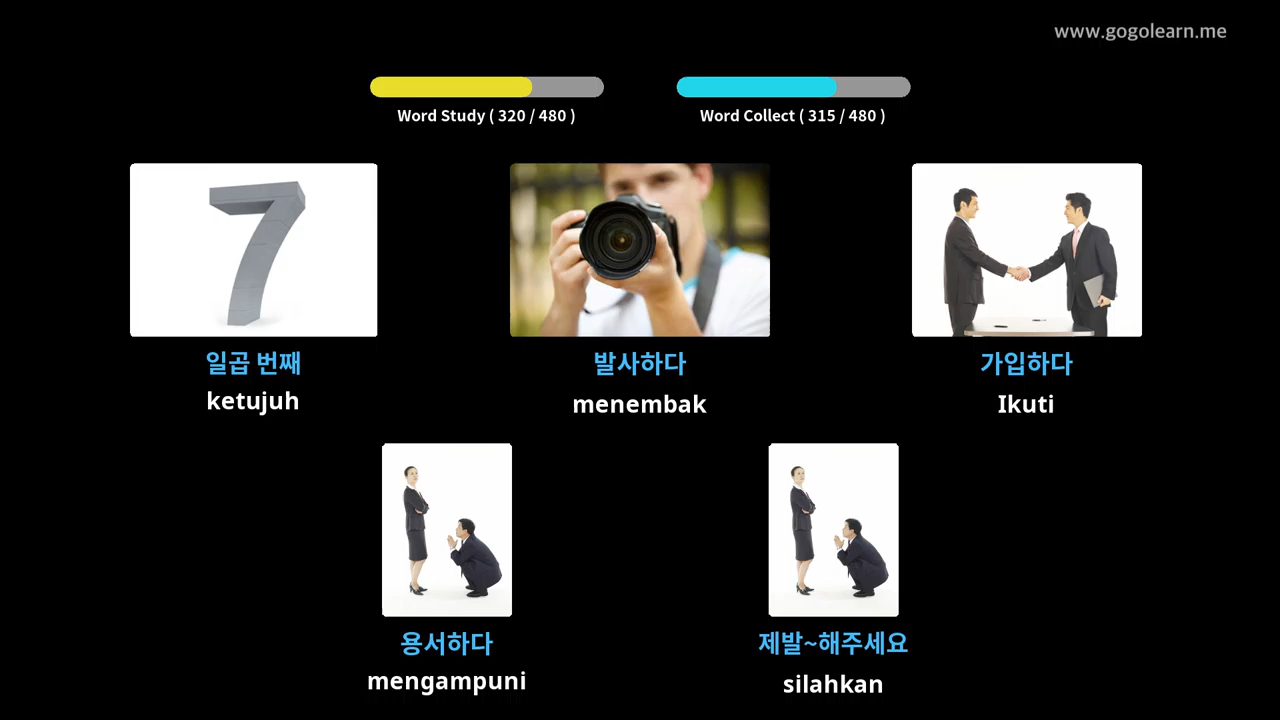 www.gogolearn.me
Word Study ( 320 / 480 )
Word Collect ( 315 / 480 )
7
일곱 번째
ketujuh
발사하다
menembak
가입하다
Ikuti
용서하다
mengampuni
제발~해주세요
silahkan